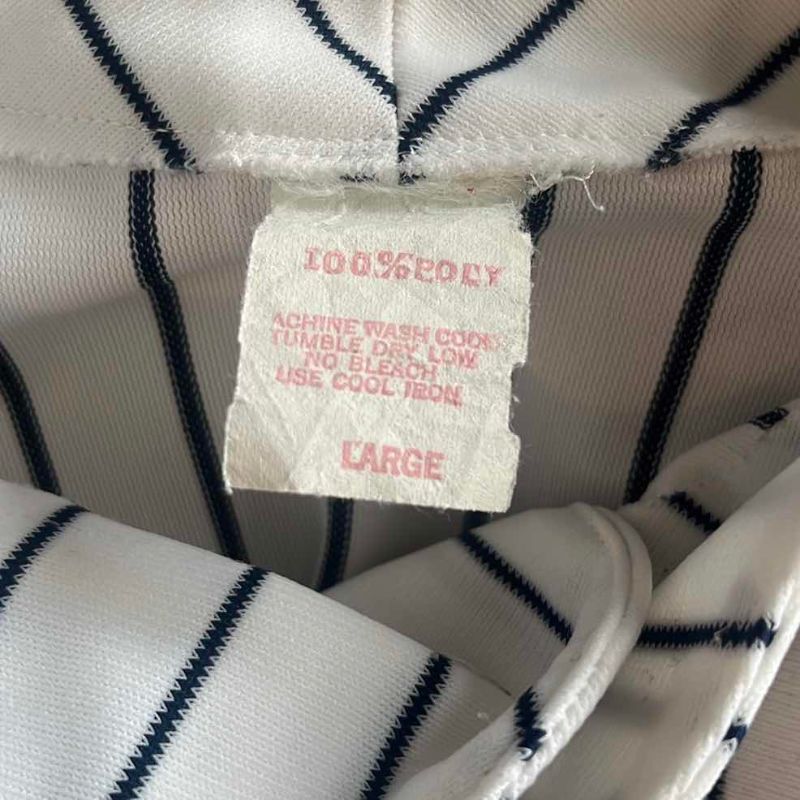 100% POLY
ACHINE WASH COOL
TUMBLE DRY LOW
NO BLEACH
USE COOL IRON
LARGE